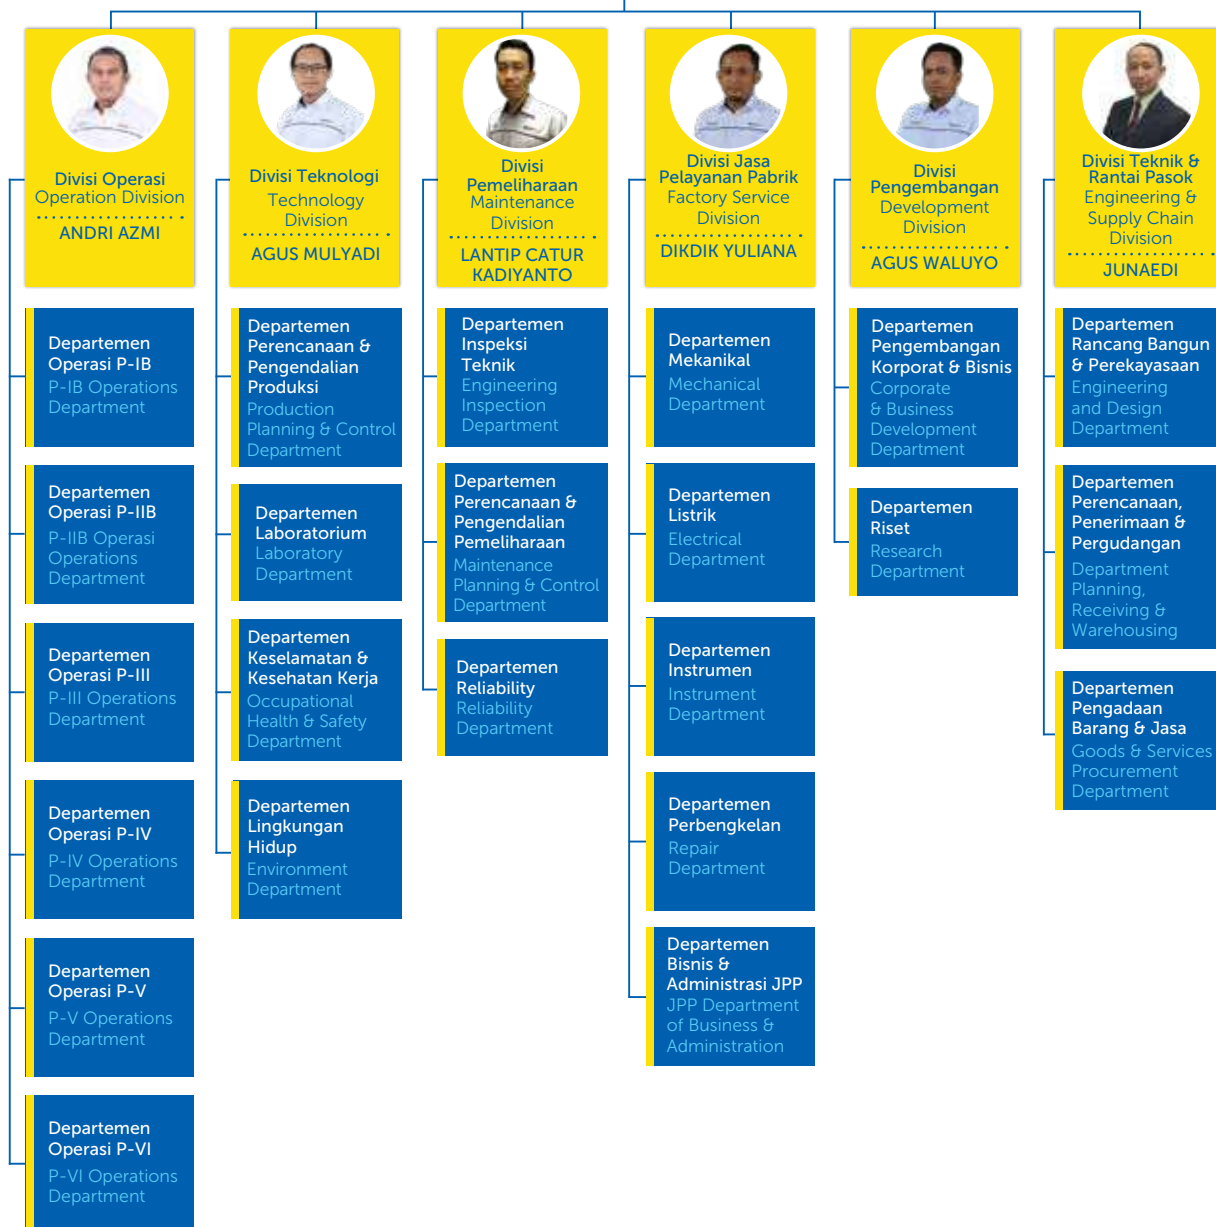 Divisi Operasi
Operation Division
ANDRI AZMI
Departemen
Operasi P-IB
P-IB Operations
Department
Departemen
Operasi P-IIB
P-IIB Operasi
Operations
Department
Departemen
Operasi P-III
P-III Operations
Department
Departemen
Operasi P-IV
P-IV Operations
Department
Departemen
Operasi P-V
P-V Operations
Department
Departemen
Operasi P-VI
P-VI Operations
Department
Divisi Teknologi
Technology
Division
AGUS MULYADI
Departemen
Perencanaan &
Pengendalian
Produksi
Production
Planning & Control
Department
Departemen
Laboratorium
Laboratory
Department
Departemen
Keselamatan &
Kesehatan Kerja
Occupational
Health & Safety
Department
Departemen
Lingkungan
Hidup
Environment
Department
Divisi
Pemeliharaan
Maintenance
Division
LANTIP CATUR
KADIYANTO
Departemen
Inspeksi
Teknik
Engineering
Inspection
Department
Departemen
Perencanaan &
Pengendalian
Pemeliharaan
Maintenance
Planning & Control
Department
Departemen
Reliability
Reliability
Department
Divisi Jasa
Pelayanan Pabrik
Factory Service
Division
DIKDIK YULIANA
Departemen
Mekanikal
Mechanical
Department
Departemen
Listrik
Electrical
Department
Departemen
Instrumen
Instrument
Department
Departemen
Perbengkelan
Repair
Department
Departemen
Bisnis &
Administrasi JPP
JPP Department
of Business &
Administration
Divisi
Pengembangan
Development
Division
AGUS WALUYO
Departemen
Pengembangan
Korporat & Bisnis
Corporate
& Business
Development
Department
Departemen
Riset
Research
Department
Divisi Teknik &
Rantai Pasok
Engineering &
Supply Chain
Division
JUNAEDI
Departemen
Rancang Bangun
& Perekayasaan
Engineering
and Design
Department
Departemen
Perencanaan,
Penerimaan &
Pergudangan
Department
Planning,
Receiving &
Warehousing
Departemen
Pengadaan
Barang & Jasa
Goods & Services
Procurement
Department